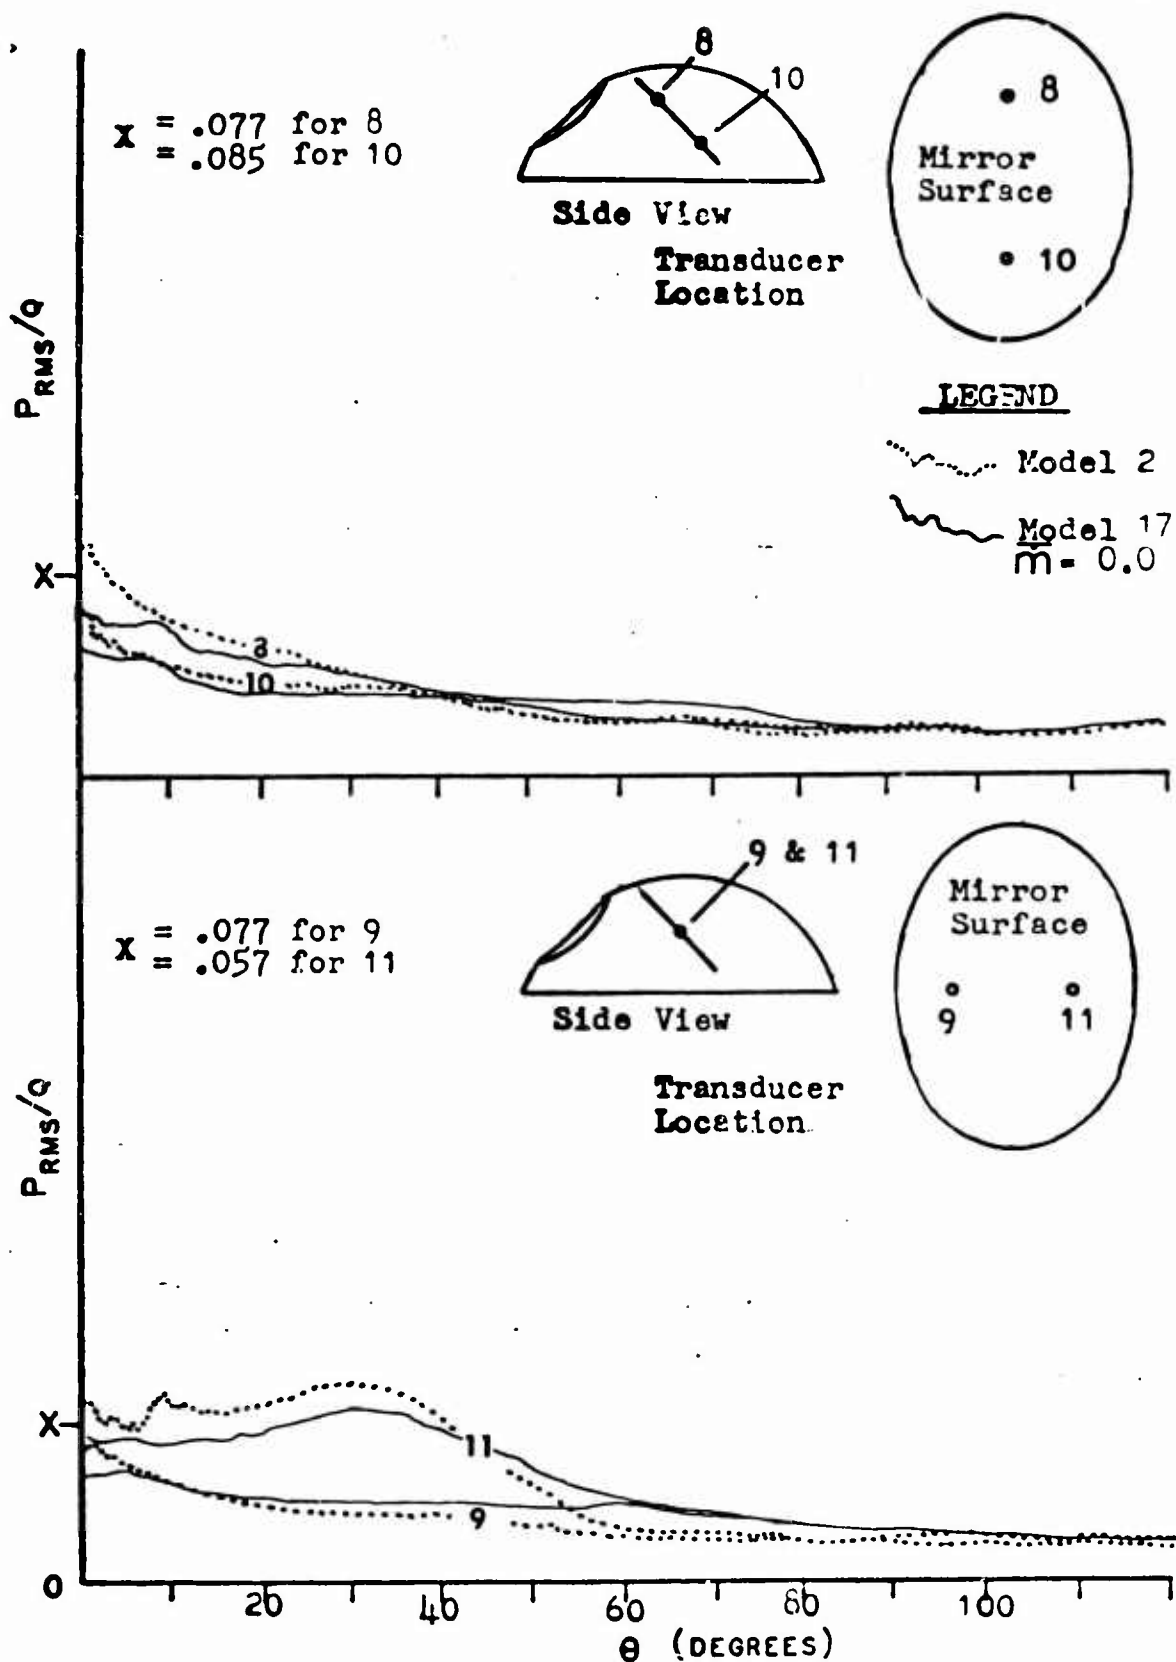 8
10
X = .077 for 8
= .085 for 10
Side View
Transducer
Location
8
Mirror
Surface
10
LEGEND
Model 2
Model 17
m = 0.0
PRMS/Q
X
8
10
9 & 11
X = .077 for 9
= .057 for 11
Side View
Transducer
Location
Mirror
Surface
9 11
PRMS/Q
X
11
9
0
20 40 60 80 100
θ (DEGREES)